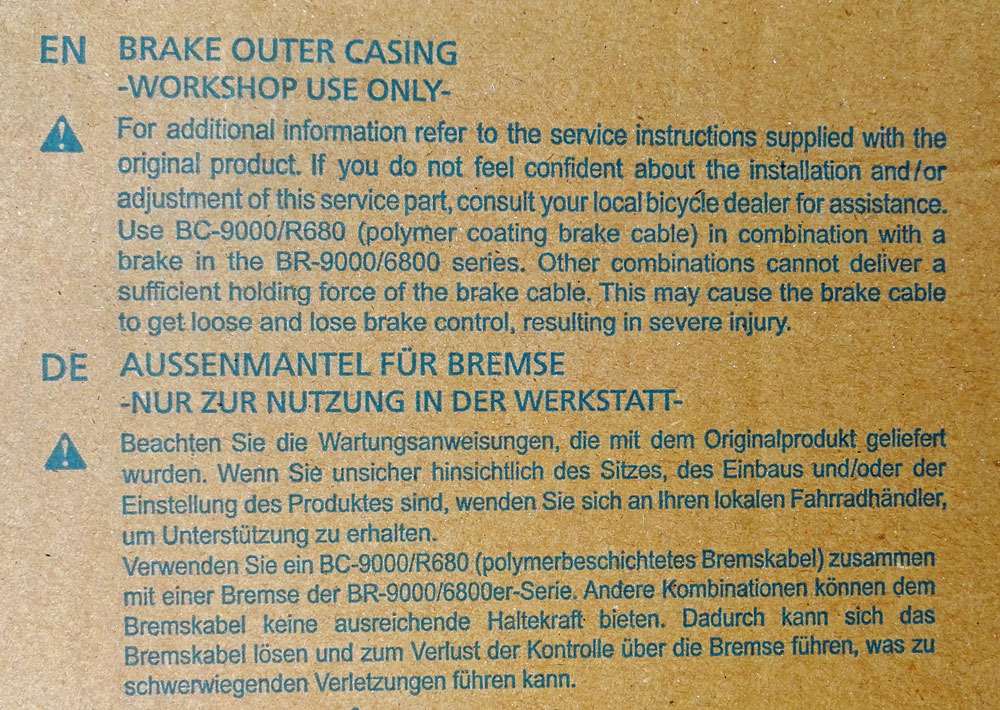 EN BRAKE OUTER CASING
-WORKSHOP USE ONLY-
For additional information refer to the service instructions supplied with the
original product. If you do not feel confident about the installation and/or
adjustment of this service part, consult your local bicycle dealer for assistance.
Use BC-9000/R680 (polymer coating brake cable) in combination with a
brake in the BR-9000/6800 series. Other combinations cannot deliver a
sufficient holding force of the brake cable. This may cause the brake cable
to get loose and lose brake control, resulting in severe injury.
DE AUSSENMANTEL FÜR BREMSE
-NUR ZUR NUTZUNG IN DER WERKSTATT-
Beachten Sie die Wartungsanweisungen, die mit dem Originalprodukt geliefert
wurden. Wenn Sie unsicher hinsichtlich des Sitzes, des Einbaus und/oder der
Einstellung des Produktes sind, wenden Sie sich an Ihren lokalen Fahrradhändler,
um Unterstützung zu erhalten.
Verwenden Sie ein BC-9000/R680 (polymerbeschichtetes Bremskabel) zusammen
mit einer Bremse der BR-9000/6800er-Serie. Andere Kombinationen können dem
Bremskabel keine ausreichende Haltekraft bieten. Dadurch kann sich das
Bremskabel lösen und zum Verlust der Kontrolle über die Bremse führen, was zu
schwerwiegenden Verletzungen führen kann.